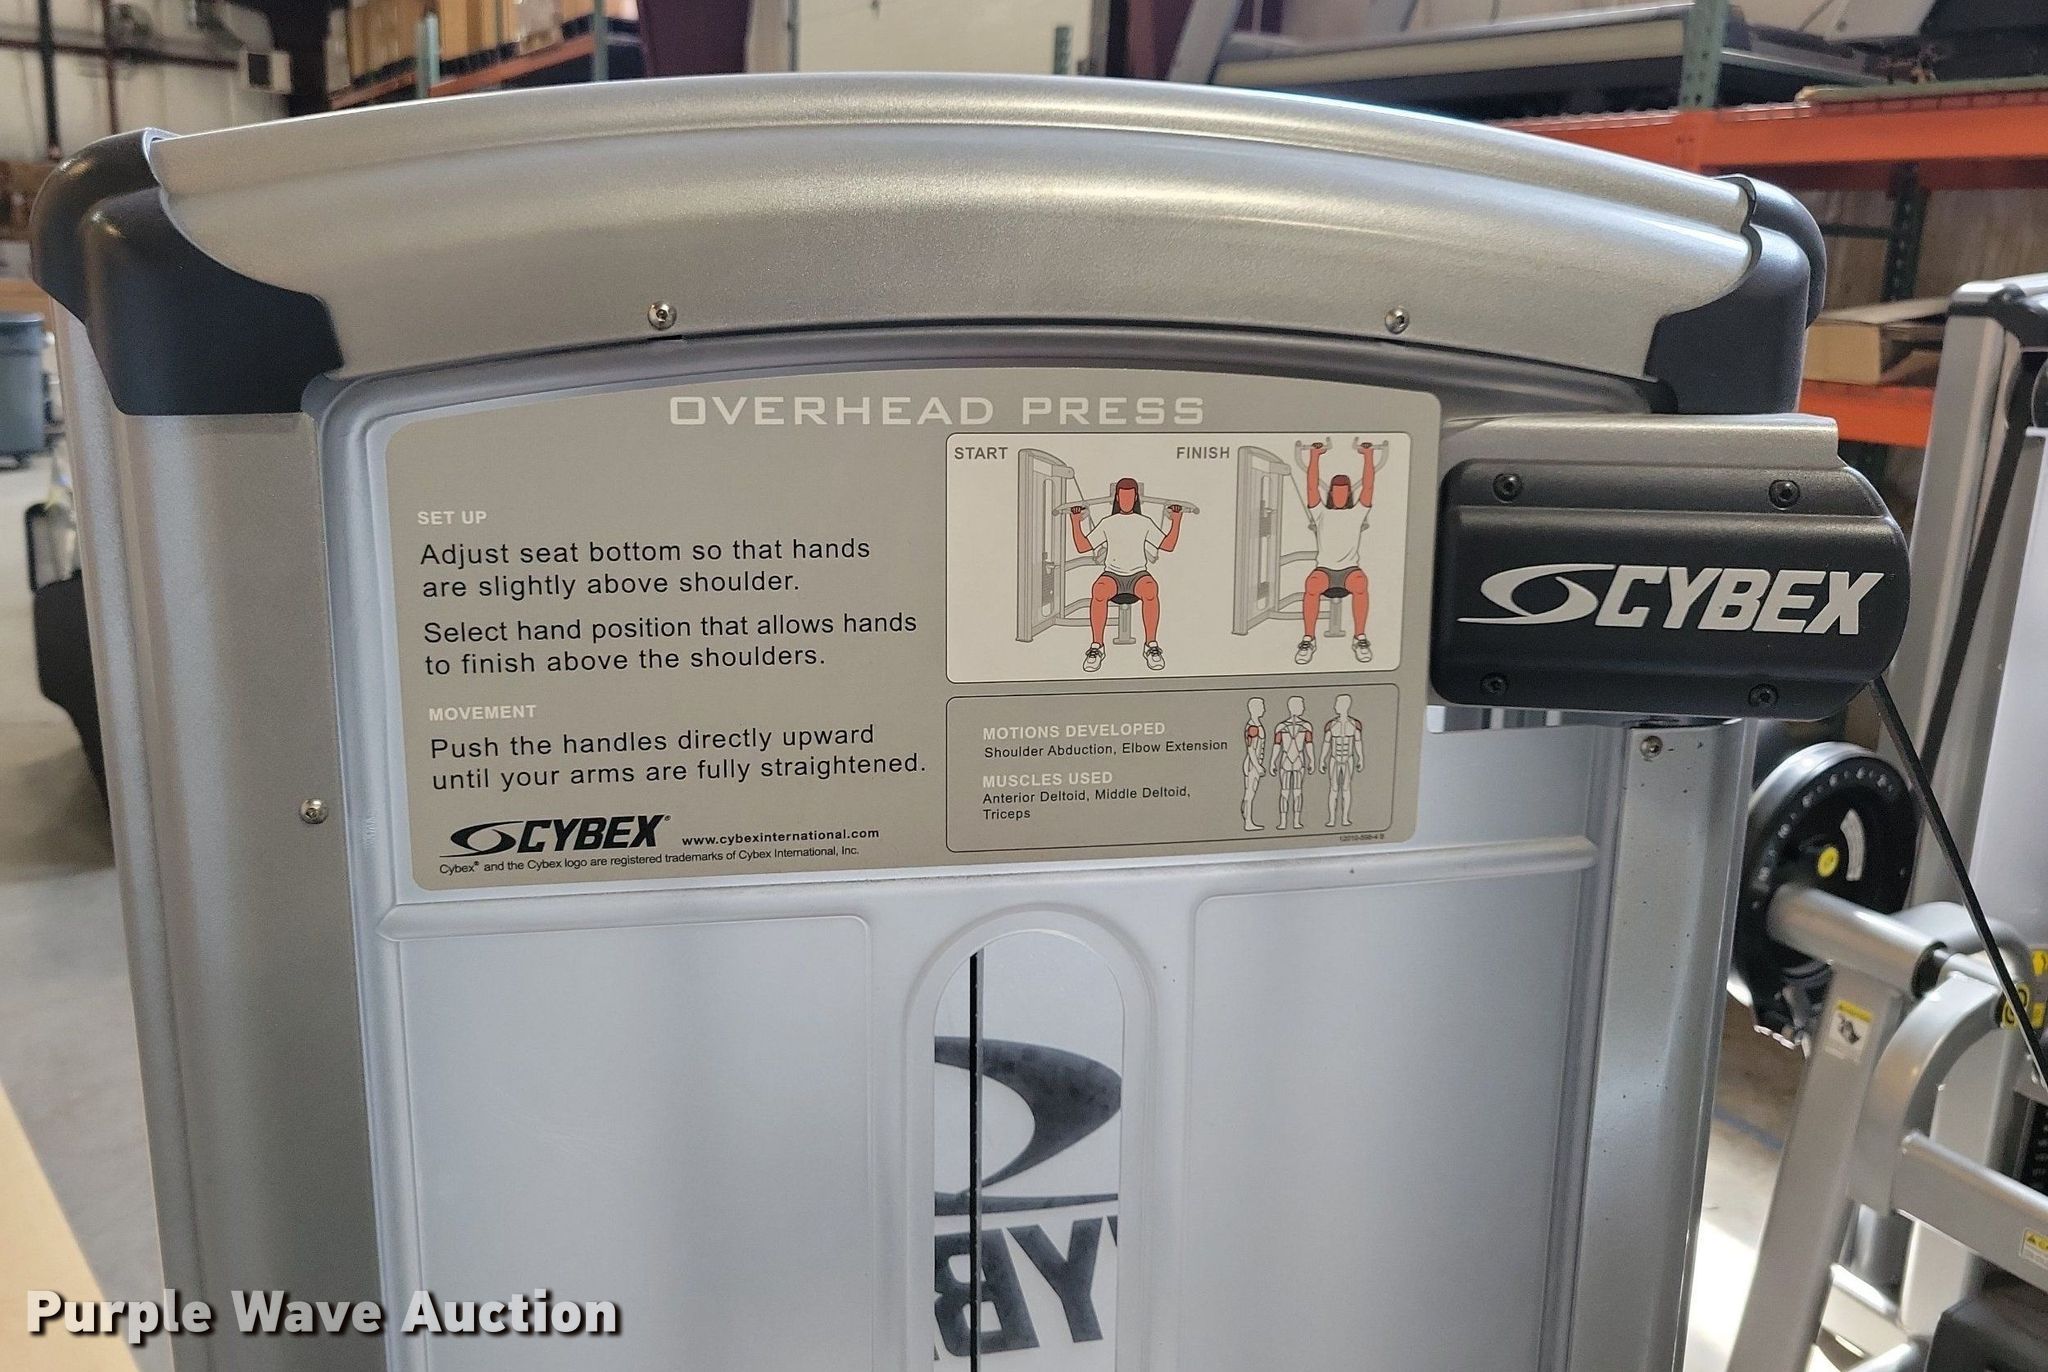 OVERHEAD PRESS
SET UP
Adjust seat bottom so that hands
are slightly above shoulder.
Select hand position that allows hands
to finish above the shoulders.
MOVEMENT
Push the handles directly upward
until your arms are fully straightened.
CYBEX® www.cybexinternational.com
Cybex® and the Cybex logo are registered trademarks of Cybex International, Inc.
START
FINISH
MOTIONS DEVELOPED
Shoulder Abduction, Elbow Extension
MUSCLES USED
Anterior Deltoid, Middle Deltoid,
Triceps
CYBEX
Purple Wave Auction